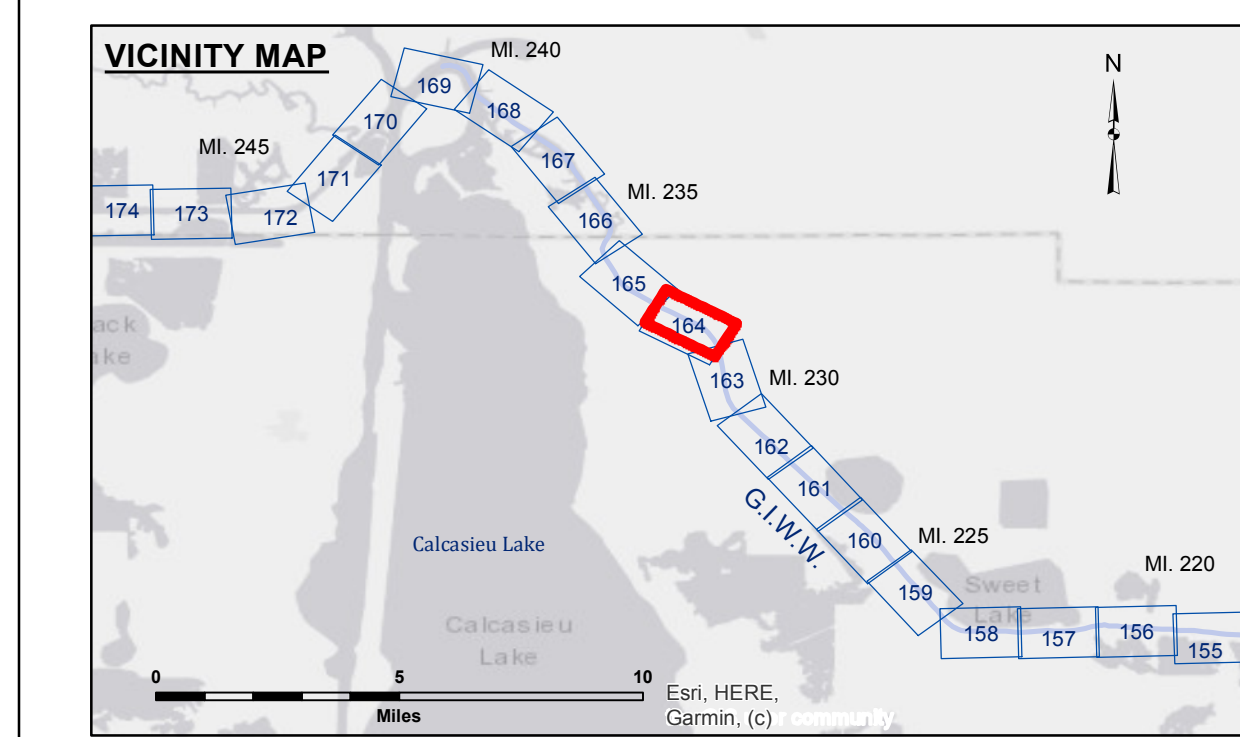 VICINITY MAP
MI. 240
N
169
168
170
MI. 245
167
171
MI. 235
174
173
172
166
165
164
Lake
163
MI. 230
162
161
G.I.W.W.
160
MI. 225
Calcasieu Lake
MI. 220
159
Sweet
Lake
158
157
156
155
Calcasieu
Lake
0
5
10
Miles
Esri, HERE,
Garmin, (c) community